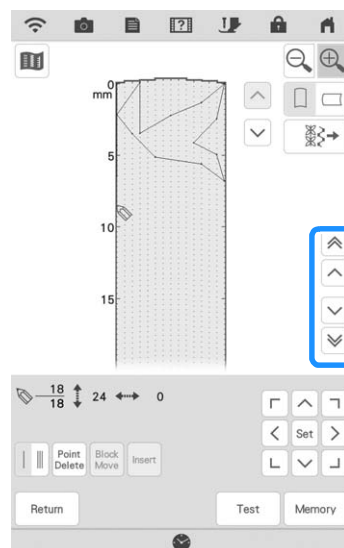 0
mm
5
10
15
18
18
24
0
Point
Delete
Block
Move
Insert
Set
Return
Test
Memory